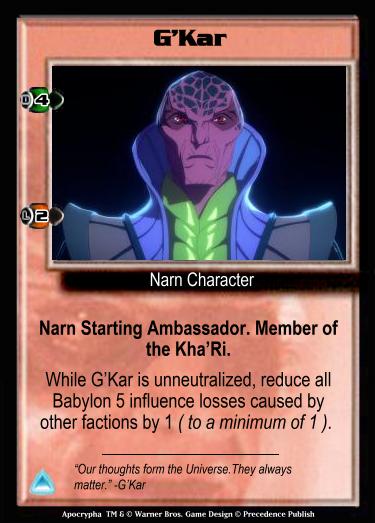 G'Kar
D 4
L 2
Narn Character
Narn Starting Ambassador. Member of
the Kha'Ri.
While G'Kar is unneutralized, reduce all
Babylon 5 influence losses caused by
other factions by 1 ( to a minimum of 1 ).
"Our thoughts form the Universe.They always
matter." -G'Kar
Apocrypha TM & © Warner Bros. Game Design © Precedence Publish